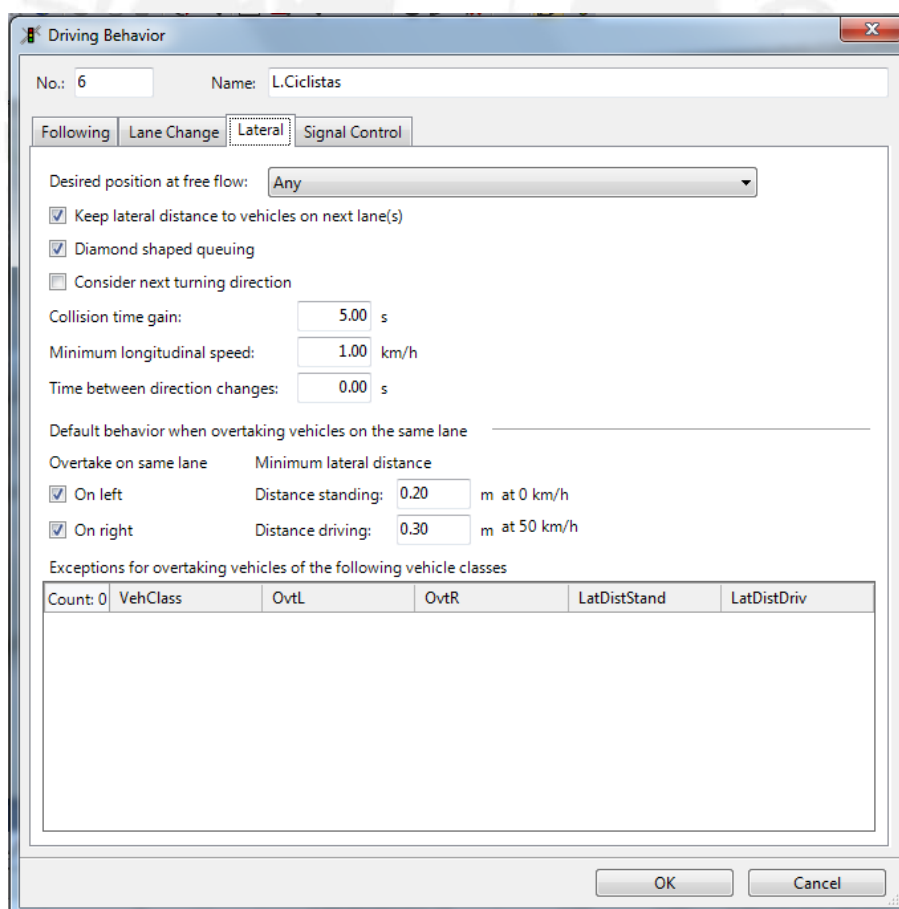 Driving Behavior
No.: 6 Name: L.Ciclistas
Following Lane Change Lateral Signal Control
Desired position at free flow: Any
Keep lateral distance to vehicles on next lane(s)
Diamond shaped queuing
Consider next turning direction
Collision time gain: 5.00 s
Minimum longitudinal speed: 1.00 km/h
Time between direction changes: 0.00 s
Default behavior when overtaking vehicles on the same lane
Overtake on same lane Minimum lateral distance
On left Distance standing: 0.20 m at 0 km/h
On right Distance driving: 0.30 m at 50 km/h
Exceptions for overtaking vehicles of the following vehicle classes
Count: 0 VehClass OvtL OvtR LatDistStand LatDistDriv
OK Cancel